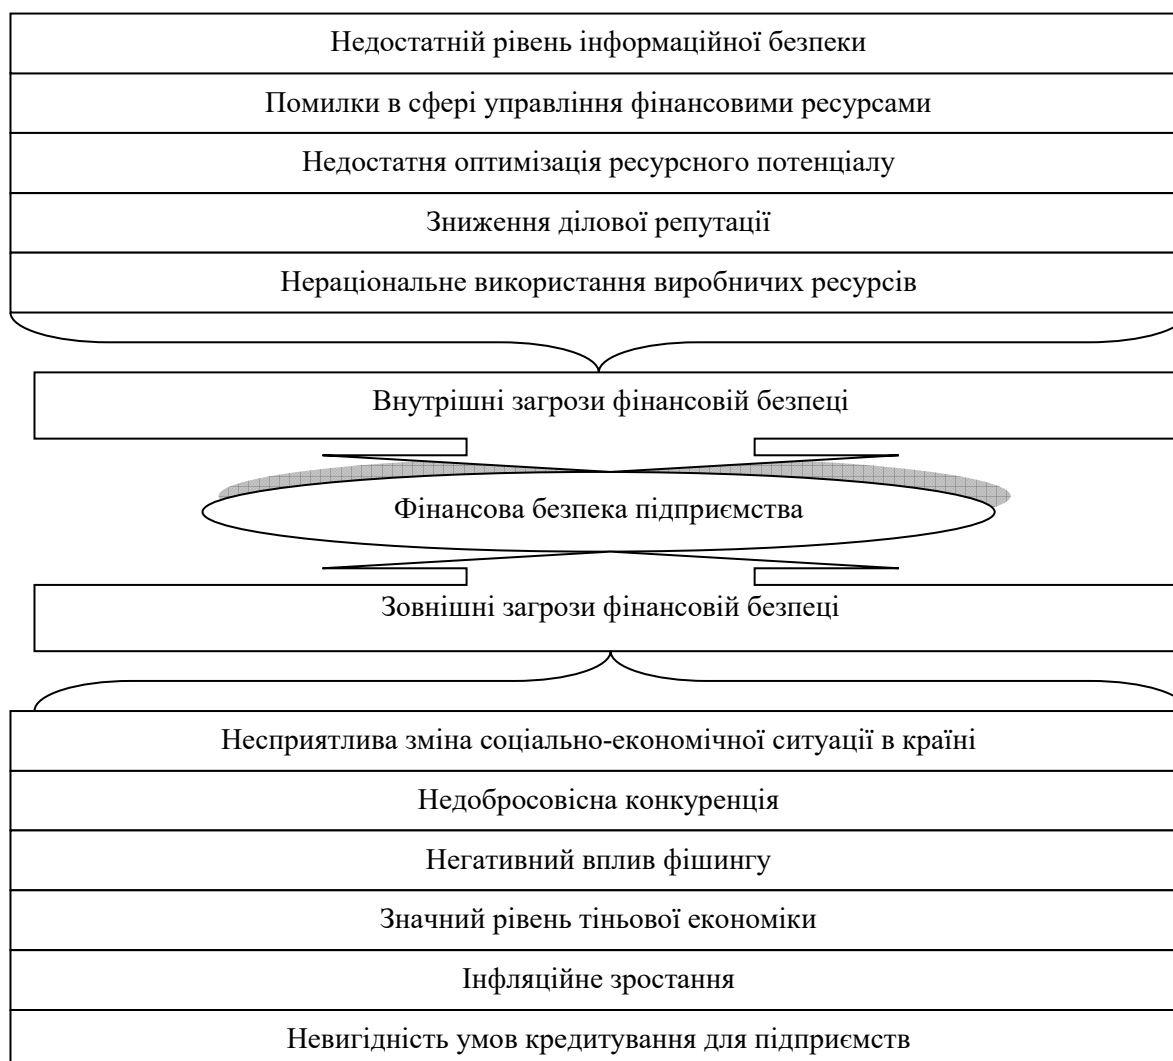 Недостатній рівень інформаційної безпеки
Помилки в сфері управління фінансовими ресурсами
Недостатня оптимізація ресурсного потенціалу
Зниження ділової репутації
Нераціональне використання виробничих ресурсів
Внутрішні загрози фінансовій безпеці
Фінансова безпека підприємства
Зовнішні загрози фінансовій безпеці
Несприятлива зміна соціально-економічної ситуації в країні
Недобросовісна конкуренція
Негативний вплив фішингу
Значний рівень тіньової економіки
Інфляційне зростання
Невигідність умов кредитування для підприємств